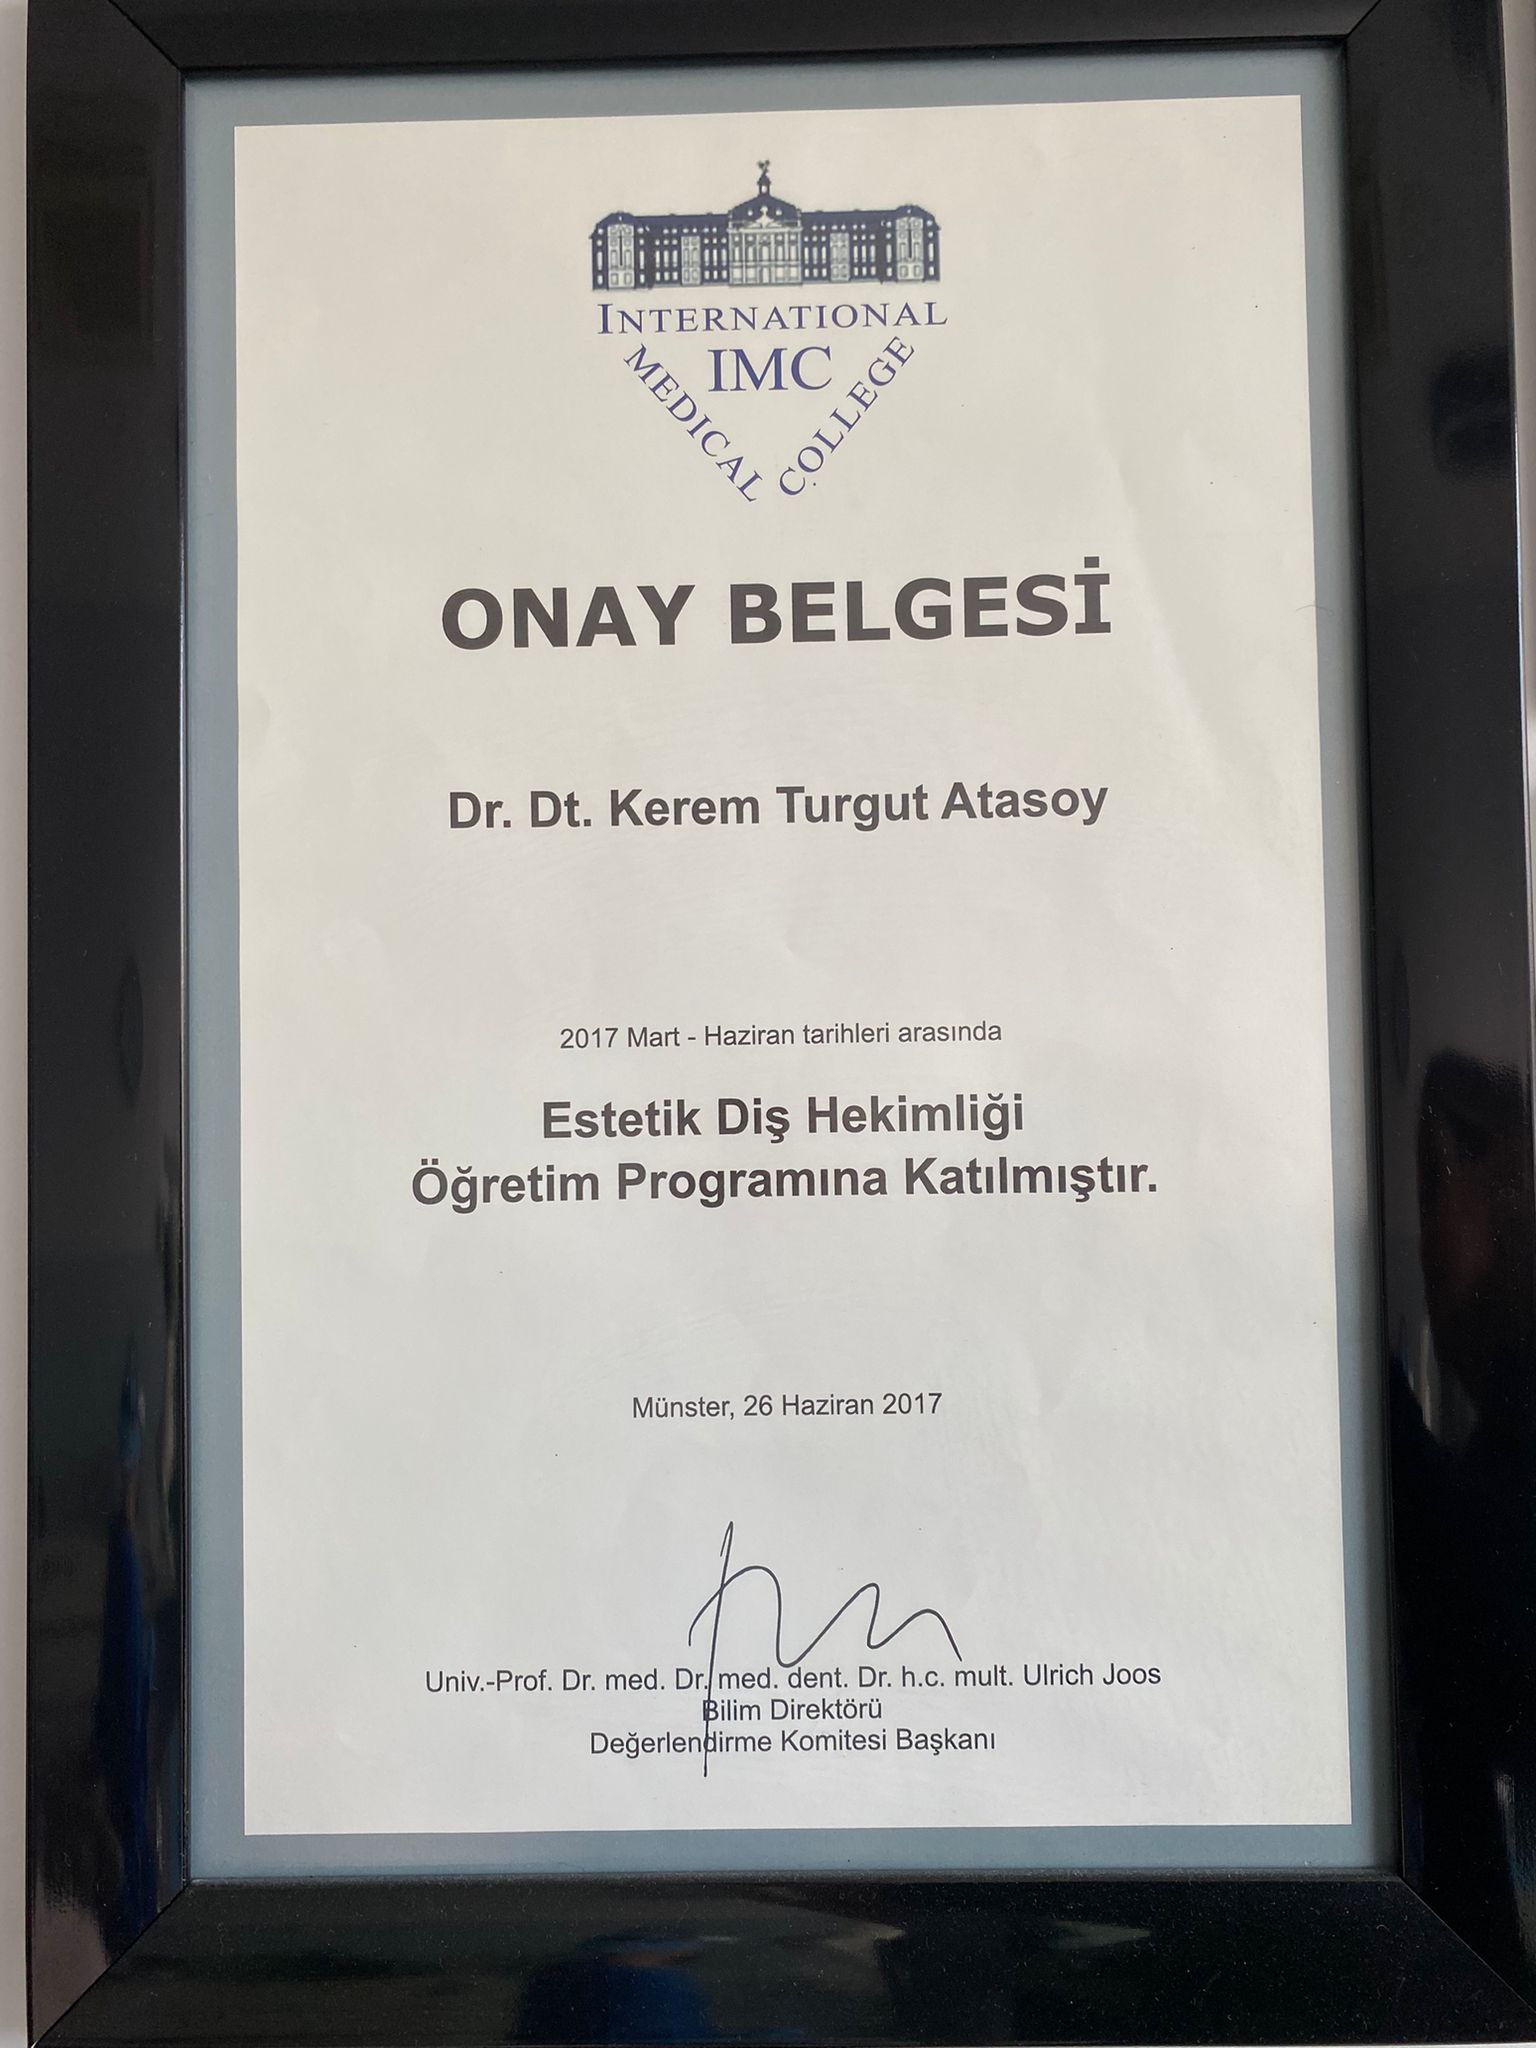 INTERNATIONAL
IMC
MEDICAL
COLLEGE
ONAY BELGESİ
Dr. Dt. Kerem Turgut Atasoy
2017 Mart - Haziran tarihleri arasında
Estetik Diş Hekimliği
Öğretim Programına Katılmıştır.
Münster, 26 Haziran 2017
Univ.-Prof. Dr. med. Dr. med. dent. Dr. h.c. mult. Ulrich Joos
Bilim Direktörü
Değerlendirme Komitesi Başkanı